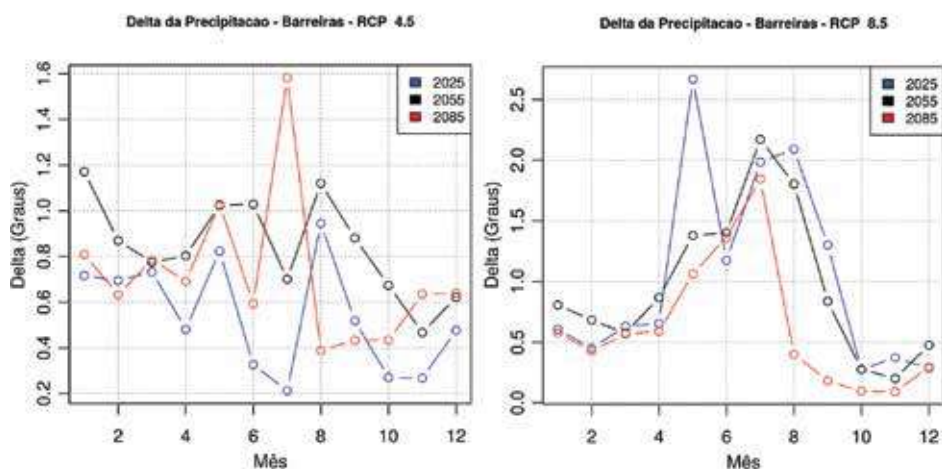 Delta da Precipitacao - Barreiras - RCP 4.5
Delta (Graus)
1.6
1.4
1.2
1.0
0.8
0.6
0.4
0.2
2025
2055
2085
2 4 6 8 10 12
Mês
Delta da Precipitacao - Barreiras - RCP 8.5
Delta (Graus)
2.5
2.0
1.5
1.0
0.5
0.0
2025
2055
2085
2 4 6 8 10 12
Mês